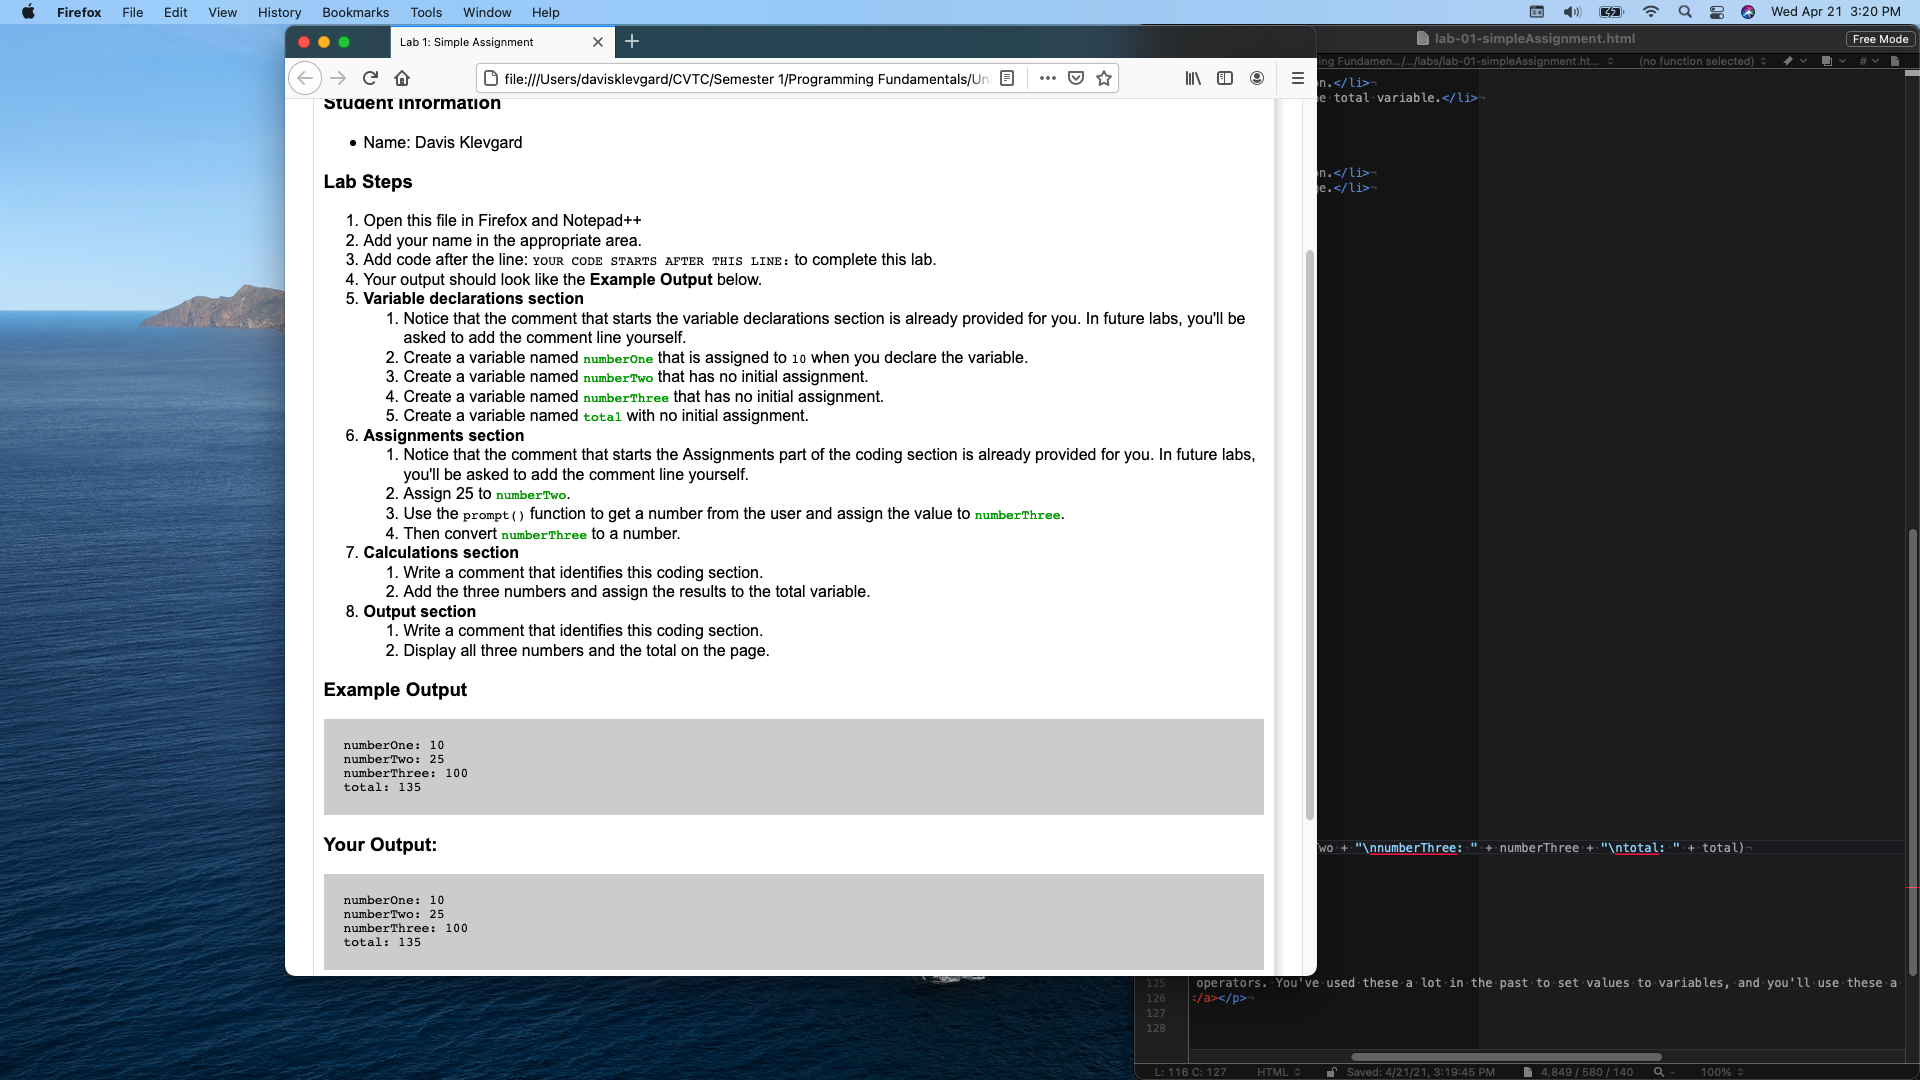 Firefox File Edit View History Bookmarks Tools Window Help Wed Apr 21 3:20 PM
Lab 1: Simple Assignment
file:///Users/davisklevgard/CVTC/Semester 1/Programming Fundamentals/Un
Student Information
• Name: Davis Klevgard
Lab Steps
1. Open this file in Firefox and Notepad++
2. Add your name in the appropriate area.
3. Add code after the line: YOUR CODE STARTS AFTER THIS LINE: to complete this lab.
4. Your output should look like the Example Output below.
5. Variable declarations section
1. Notice that the comment that starts the variable declarations section is already provided for you. In future labs, you'll be
asked to add the comment line yourself.
2. Create a variable named numberOne that is assigned to 10 when you declare the variable.
3. Create a variable named numberTwo that has no initial assignment.
4. Create a variable named numberThree that has no initial assignment.
5. Create a variable named total with no initial assignment.
6. Assignments section
1. Notice that the comment that starts the Assignments part of the coding section is already provided for you. In future labs,
you'll be asked to add the comment line yourself.
2. Assign 25 to numberTwo.
3. Use the prompt() function to get a number from the user and assign the value to numberThree.
4. Then convert numberThree to a number.
7. Calculations section
1. Write a comment that identifies this coding section.
2. Add the three numbers and assign the results to the total variable.
8. Output section
1. Write a comment that identifies this coding section.
2. Display all three numbers and the total on the page.
Example Output
numberOne: 10
numberTwo: 25
numberThree: 100
total: 135
Your Output:
numberOne: 10
numberTwo: 25
numberThree: 100
total: 135
lab-01-simpleAssignment.html Free Mode
ing Fundamen.../.../labs/lab-01-simpleAssignment.ht... (no function selected) #
on.</li>¬
he total variable.</li>¬
on.</li>¬
ge.</li>¬
Two + "\nnumberThree: " + numberThree + "\ntotal: " + total)¬
125 operators. You've used these a lot in the past to set values to variables, and you'll use these a
126 </a></p>¬
127
128
L: 116 C: 127 HTML Saved: 4/21/21, 3:19:45 PM 4,849 / 580 / 140 - 100%